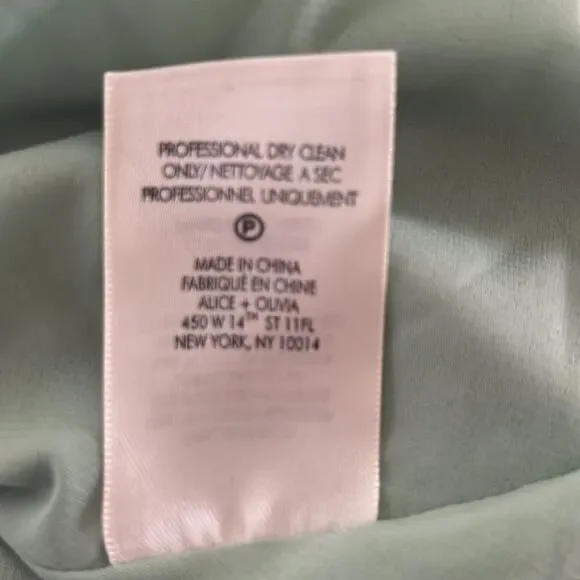 PROFESSIONAL DRY CLEAN
ONLY/NETTOYAGE A SEC
PROFESSIONNEL UNIQUEMENT
P
MADE IN CHINA
FABRIQUÉ EN CHINE
ALICE + OLIVIA
450 W 14TH ST 11FL
NEW YORK, NY 10014